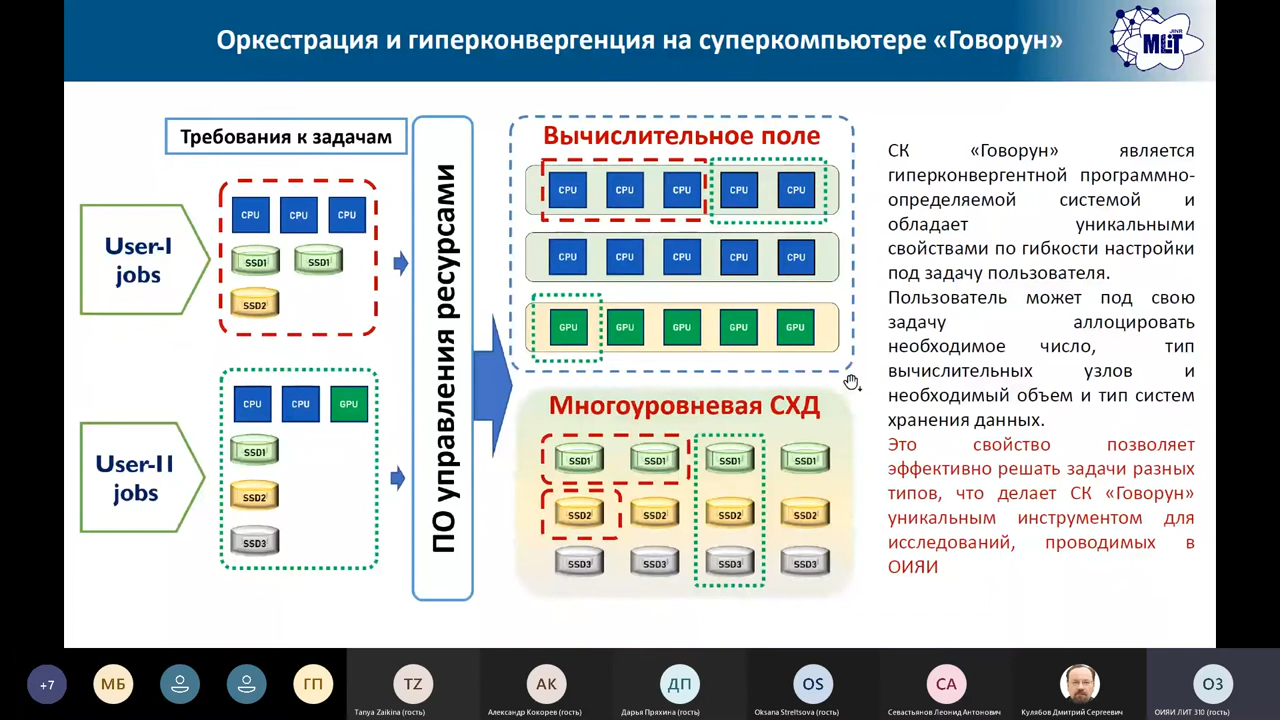 Оркестрация и гиперконвергенция на суперкомпьютере «Говорун»
JINR
MLIT
Требования к задачам
User-I
jobs
CPU CPU CPU
SSD1 SSD1
SSD2
User-II
jobs
CPU CPU GPU
SSD1
SSD2
SSD3
ПО управления ресурсами
Вычислительное поле
CPU CPU CPU CPU CPU
CPU CPU CPU CPU CPU
GPU GPU GPU GPU GPU
Многоуровневая СХД
SSD1 SSD1 SSD1 SSD1
SSD2 SSD2 SSD2 SSD2
SSD3 SSD3 SSD3 SSD3
СК «Говорун» является
гиперконвергентной программно-
определяемой системой и
обладает уникальными
свойствами по гибкости настройки
под задачу пользователя.
Пользователь может под свою
задачу аллоцировать
необходимое число, тип
вычислительных узлов и
необходимый объем и тип систем
хранения данных.
Это свойство позволяет
эффективно решать задачи разных
типов, что делает СК «Говорун»
уникальным инструментом для
исследований, проводимых в
ОИЯИ
+7 МБ ГП TZ АК ДП OS СА ОЗ
Tanya Zaikina (гость) Александр Кокорев (гость) Дарья Пряхина (гость) Oksana Streltsova (гость) Севастьянов Леонид Антонович Кулябов Дмитрий Сергеевич ОИЯИ ЛИТ 310 (гость)